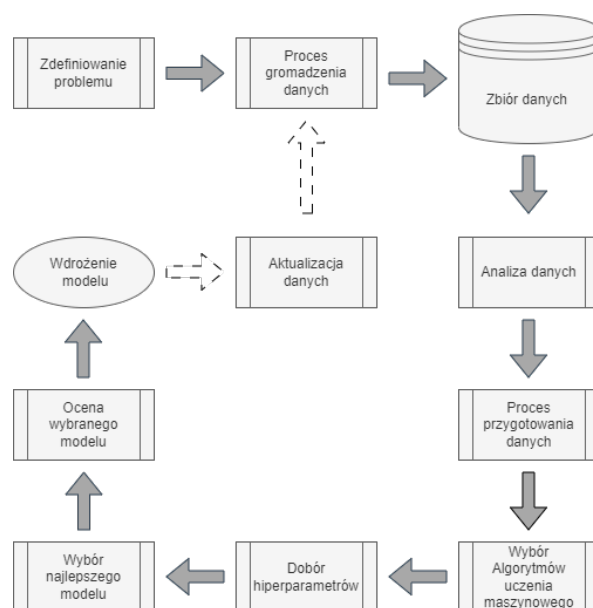 Zdefiniowanie
problemu
Proces
gromadzenia
danych
Zbiór danych
Analiza danych
Proces
przygotowania
danych
Wybór
Algorytmów
uczenia
maszynowego
Dobór
hiperparametrów
Wybór
najlepszego
modelu
Ocena
wybranego
modelu
Wdrożenie
modelu
Aktualizacja
danych